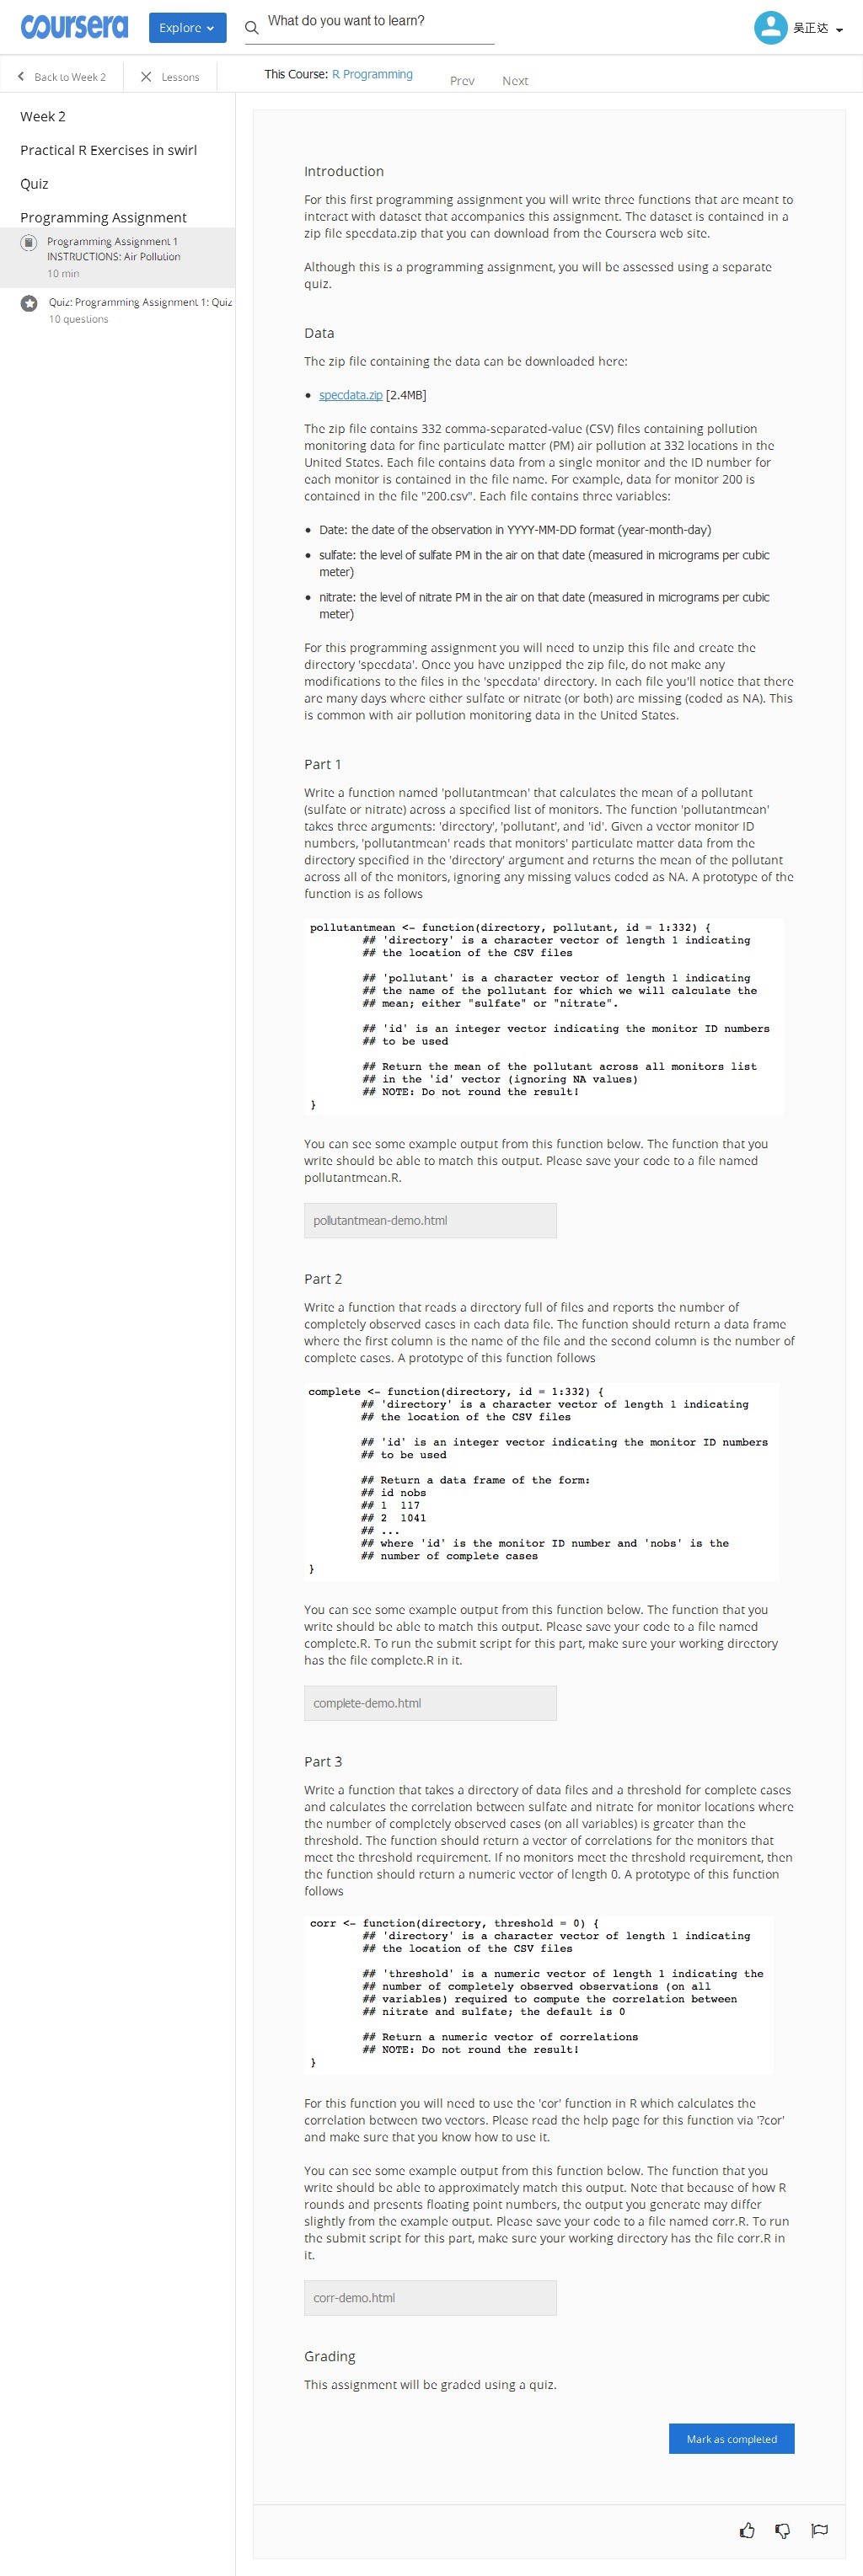 coursera
Explore
What do you want to learn?
吴正达
Back to Week 2
Lessons
This Course: R Programming
Prev
Next
Week 2
Practical R Exercises in swirl
Quiz
Programming Assignment
Programming Assignment 1
INSTRUCTIONS: Air Pollution
10 min
Quiz: Programming Assignment 1: Quiz
10 questions
Introduction
For this first programming assignment you will write three functions that are meant to
interact with dataset that accompanies this assignment. The dataset is contained in a
zip file specdata.zip that you can download from the Coursera web site.
Although this is a programming assignment, you will be assessed using a separate
quiz.
Data
The zip file containing the data can be downloaded here:
• specdata.zip [2.4MB]
The zip file contains 332 comma-separated-value (CSV) files containing pollution
monitoring data for fine particulate matter (PM) air pollution at 332 locations in the
United States. Each file contains data from a single monitor and the ID number for
each monitor is contained in the file name. For example, data for monitor 200 is
contained in the file "200.csv". Each file contains three variables:
• Date: the date of the observation in YYYY-MM-DD format (year-month-day)
• sulfate: the level of sulfate PM in the air on that date (measured in micrograms per cubic
meter)
• nitrate: the level of nitrate PM in the air on that date (measured in micrograms per cubic
meter)
For this programming assignment you will need to unzip this file and create the
directory 'specdata'. Once you have unzipped the zip file, do not make any
modifications to the files in the 'specdata' directory. In each file you'll notice that there
are many days where either sulfate or nitrate (or both) are missing (coded as NA). This
is common with air pollution monitoring data in the United States.
Part 1
Write a function named 'pollutantmean' that calculates the mean of a pollutant
(sulfate or nitrate) across a specified list of monitors. The function 'pollutantmean'
takes three arguments: 'directory', 'pollutant', and 'id'. Given a vector monitor ID
numbers, 'pollutantmean' reads that monitors' particulate matter data from the
directory specified in the 'directory' argument and returns the mean of the pollutant
across all of the monitors, ignoring any missing values coded as NA. A prototype of the
function is as follows
pollutantmean <- function(directory, pollutant, id = 1:332) {
## 'directory' is a character vector of length 1 indicating
## the location of the CSV files
## 'pollutant' is a character vector of length 1 indicating
## the name of the pollutant for which we will calculate the
## mean; either "sulfate" or "nitrate".
## 'id' is an integer vector indicating the monitor ID numbers
## to be used
## Return the mean of the pollutant across all monitors list
## in the 'id' vector (ignoring NA values)
## NOTE: Do not round the result!
}
You can see some example output from this function below. The function that you
write should be able to match this output. Please save your code to a file named
pollutantmean.R.
pollutantmean-demo.html
Part 2
Write a function that reads a directory full of files and reports the number of
completely observed cases in each data file. The function should return a data frame
where the first column is the name of the file and the second column is the number of
complete cases. A prototype of this function follows
complete <- function(directory, id = 1:332) {
## 'directory' is a character vector of length 1 indicating
## the location of the CSV files
## 'id' is an integer vector indicating the monitor ID numbers
## to be used
## Return a data frame of the form:
## id nobs
## 1  117
## 2  1041
## ...
## where 'id' is the monitor ID number and 'nobs' is the
## number of complete cases
}
You can see some example output from this function below. The function that you
write should be able to match this output. Please save your code to a file named
complete.R. To run the submit script for this part, make sure your working directory
has the file complete.R in it.
complete-demo.html
Part 3
Write a function that takes a directory of data files and a threshold for complete cases
and calculates the correlation between sulfate and nitrate for monitor locations where
the number of completely observed cases (on all variables) is greater than the
threshold. The function should return a vector of correlations for the monitors that
meet the threshold requirement. If no monitors meet the threshold requirement, then
the function should return a numeric vector of length 0. A prototype of this function
follows
corr <- function(directory, threshold = 0) {
## 'directory' is a character vector of length 1 indicating
## the location of the CSV files
## 'threshold' is a numeric vector of length 1 indicating the
## number of completely observed observations (on all
## variables) required to compute the correlation between
## nitrate and sulfate; the default is 0
## Return a numeric vector of correlations
## NOTE: Do not round the result!
}
For this function you will need to use the 'cor' function in R which calculates the
correlation between two vectors. Please read the help page for this function via '?cor'
and make sure that you know how to use it.
You can see some example output from this function below. The function that you
write should be able to approximately match this output. Note that because of how R
rounds and presents floating point numbers, the output you generate may differ
slightly from the example output. Please save your code to a file named corr.R. To run
the submit script for this part, make sure your working directory has the file corr.R in
it.
corr-demo.html
Grading
This assignment will be graded using a quiz.
Mark as completed